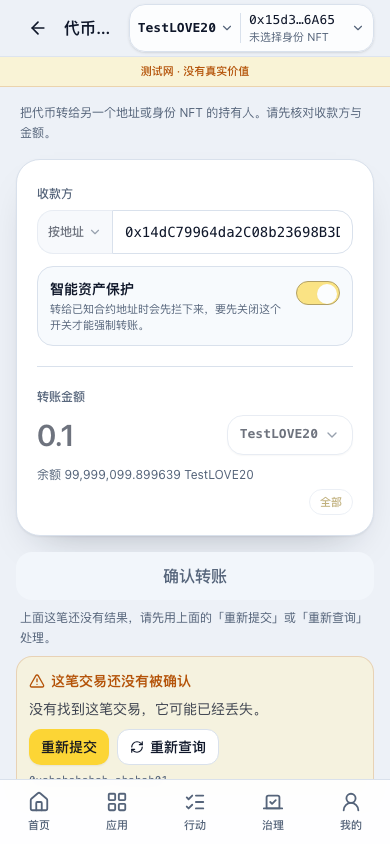 代币...
TestLOVE20
0x15d3…6A65
未选择身份 NFT
测试网 · 没有真实价值
把代币转给另一个地址或身份 NFT 的持有人。请先核对收款方与
金额。
收款方
按地址
0x14dC79964da2C08b23698B3D
智能资产保护
转给已知合约地址时会先拦下来，要先关闭这个
开关才能强制转账。
转账金额
0.1
TestLOVE20
余额 99,999,099.899639 TestLOVE20
全部
确认转账
上面这笔还没有结果，请先用上面的「重新提交」或「重新查询」
处理。
这笔交易还没有被确认
没有找到这笔交易，它可能已经丢失。
重新提交
重新查询
首页
应用
行动
治理
我的